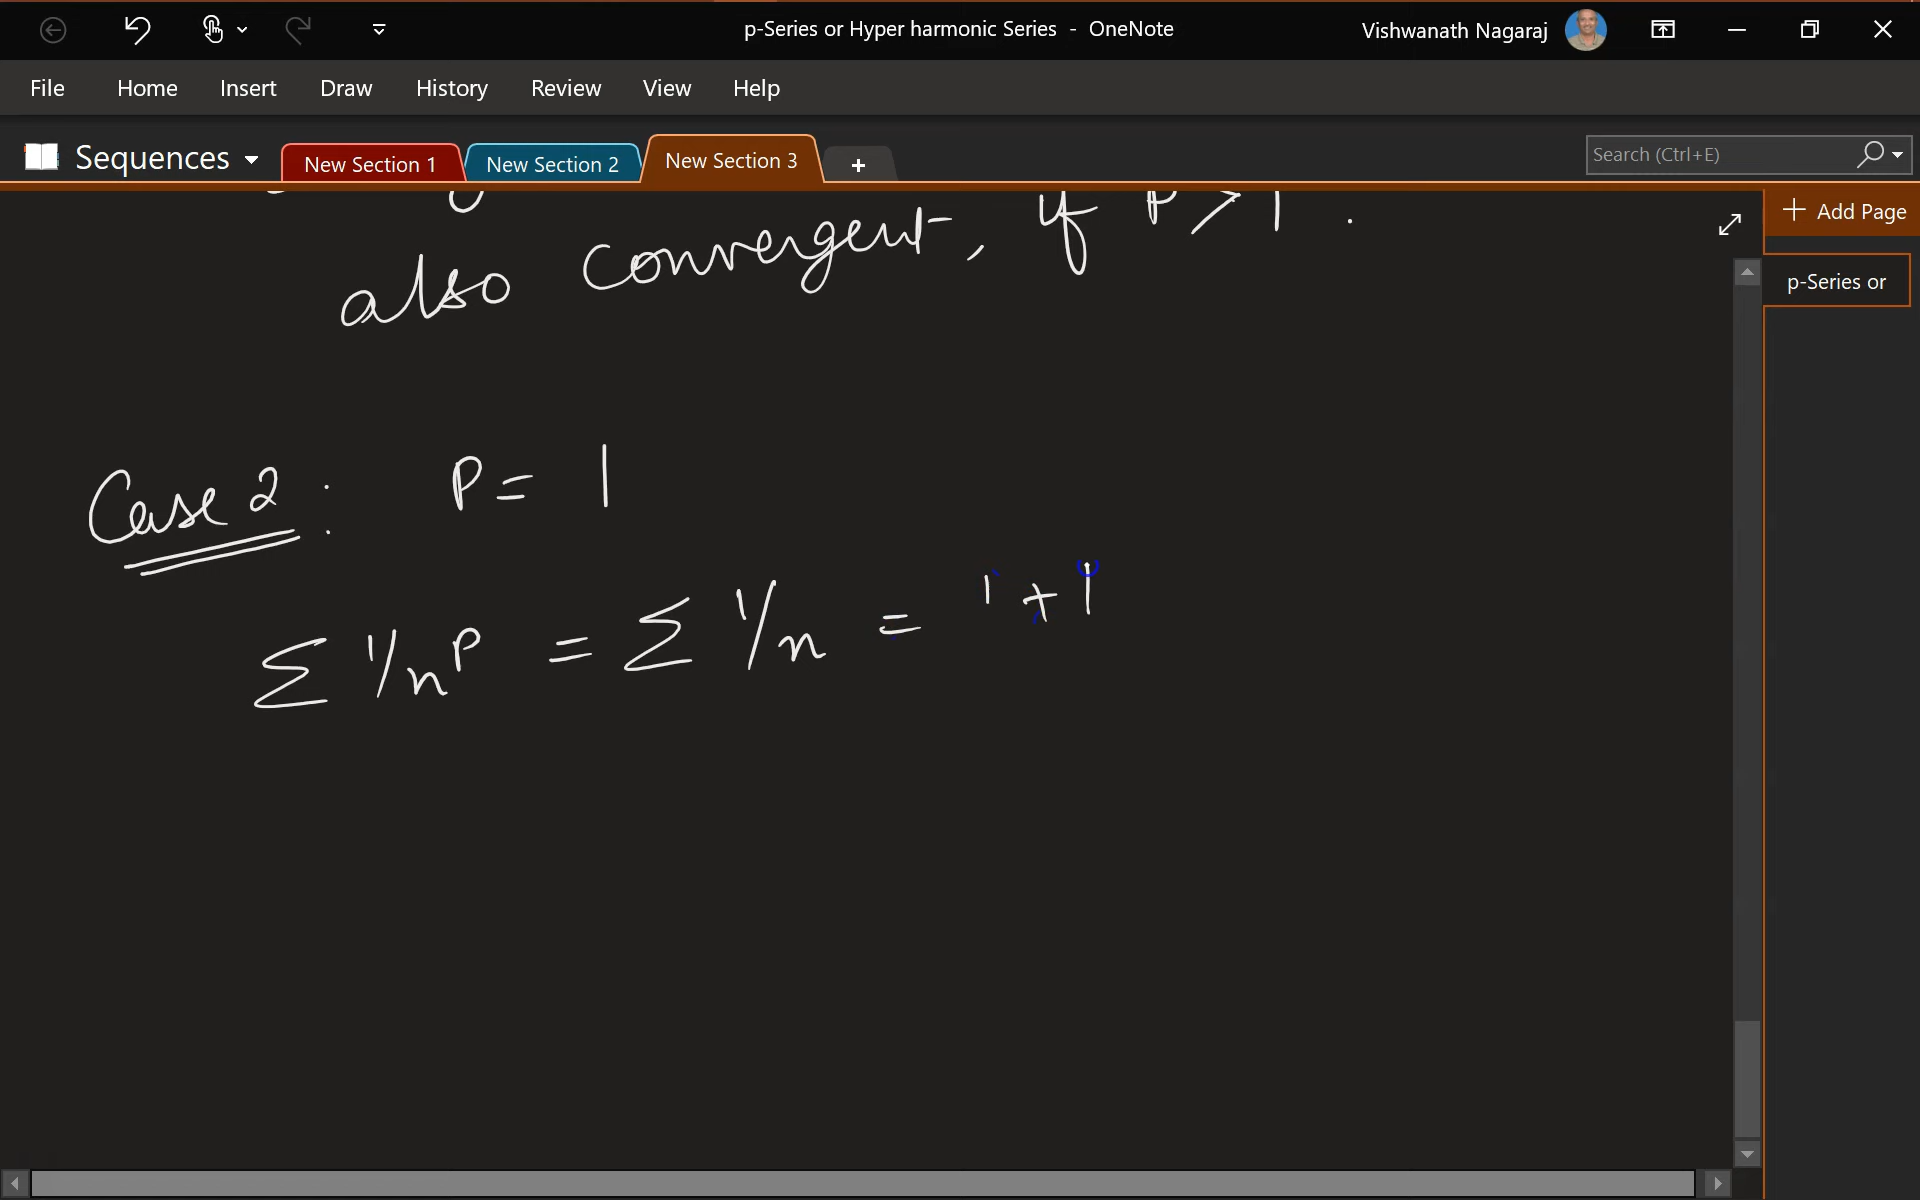 p-Series or Hyper harmonic Series - OneNote
Vishwanath Nagaraj
File Home Insert Draw History Review View Help
Sequences New Section 1 New Section 2 New Section 3 +
Search (Ctrl+E)
+ Add Page
p-Series or
if P > 1 .
also convergent,
Case 2 : P = 1
∑ 1/n^P = ∑ 1/n = 1 + 1